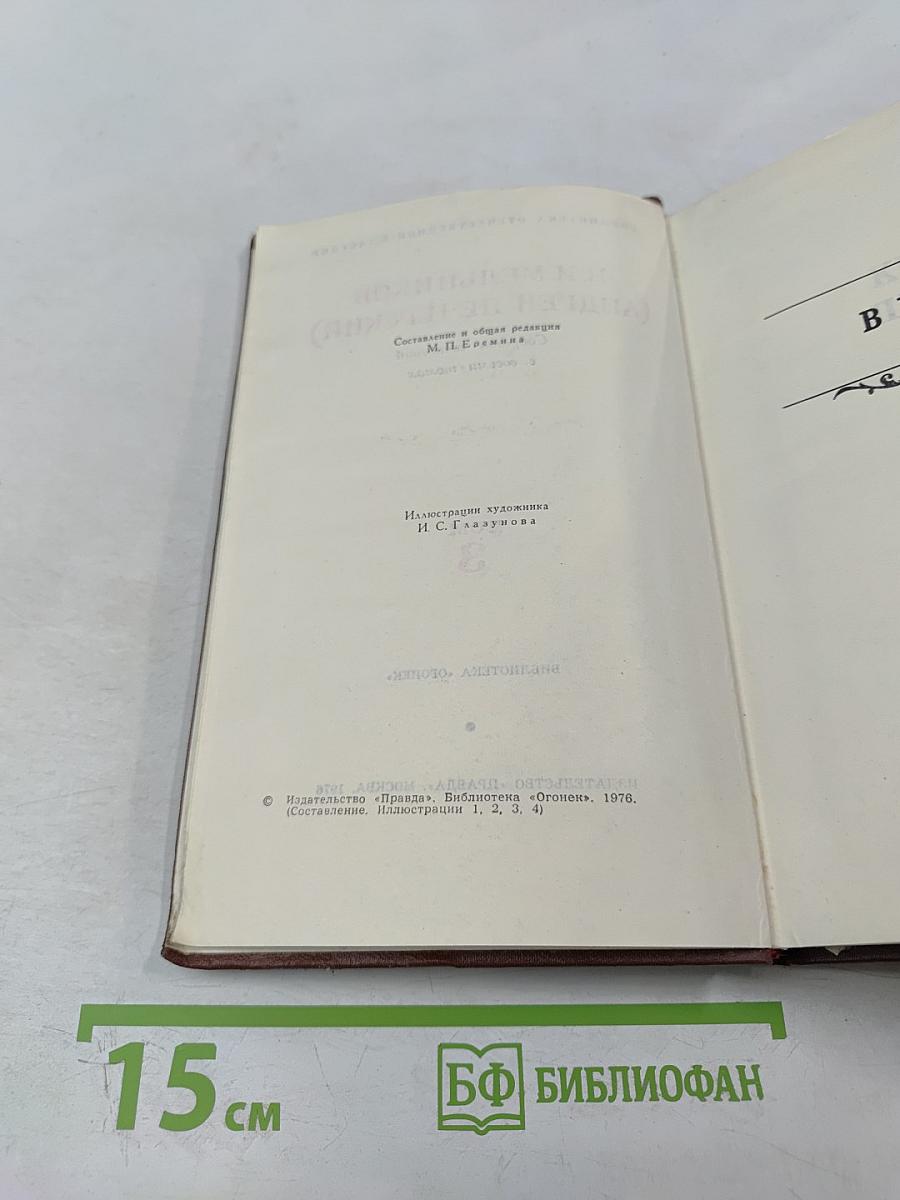 Составление и общая редакция
М. П. Еремина
Иллюстрации художника
И. С. Глазунова
© Издательство «Правда». Библиотека «Огонек». 1976.
(Составление. Иллюстрации 1, 2, 3, 4)
В
15 см
БФ БИБЛИОФАН